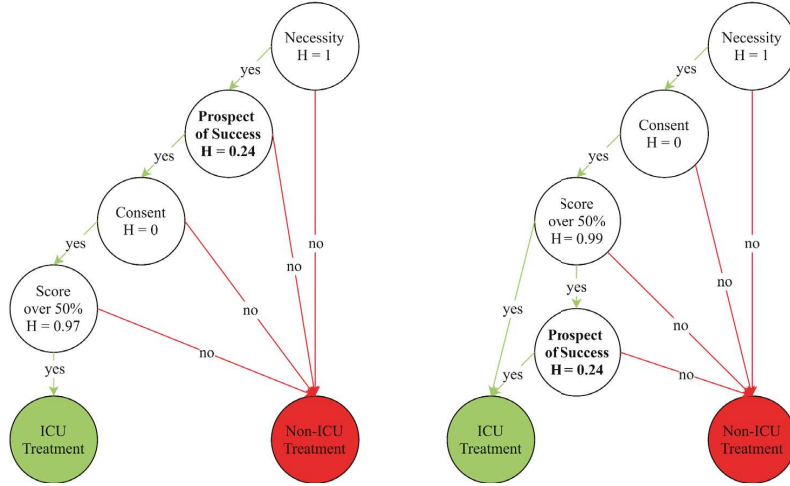 Necessity
H = 1
yes
Prospect
of Success
H = 0.24
yes
Consent
H = 0
yes
no
no
no
Score
over 50%
H = 0.97
no
yes
ICU
Treatment
Non-ICU
Treatment
Necessity
H = 1
yes
Consent
H = 0
yes
Score
over 50%
H = 0.99
no
no
no
yes
yes
Prospect
of Success
H = 0.24
no
yes
ICU
Treatment
Non-ICU
Treatment